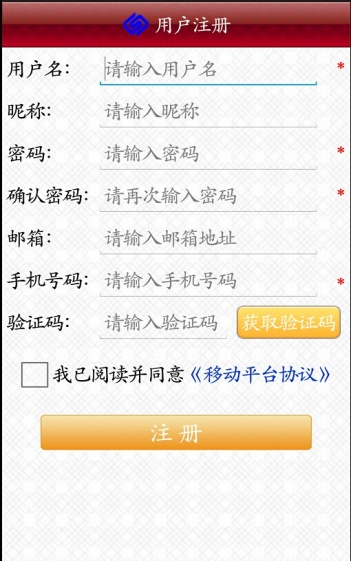 用户注册
用户名： 请输入用户名 *
昵称： 请输入昵称
密码： 请输入密码 *
确认密码： 请再次输入密码 *
邮箱： 请输入邮箱地址
手机号码： 请输入手机号码 *
验证码： 请输入验证码 获取验证码
我已阅读并同意《移动平台协议》
注 册